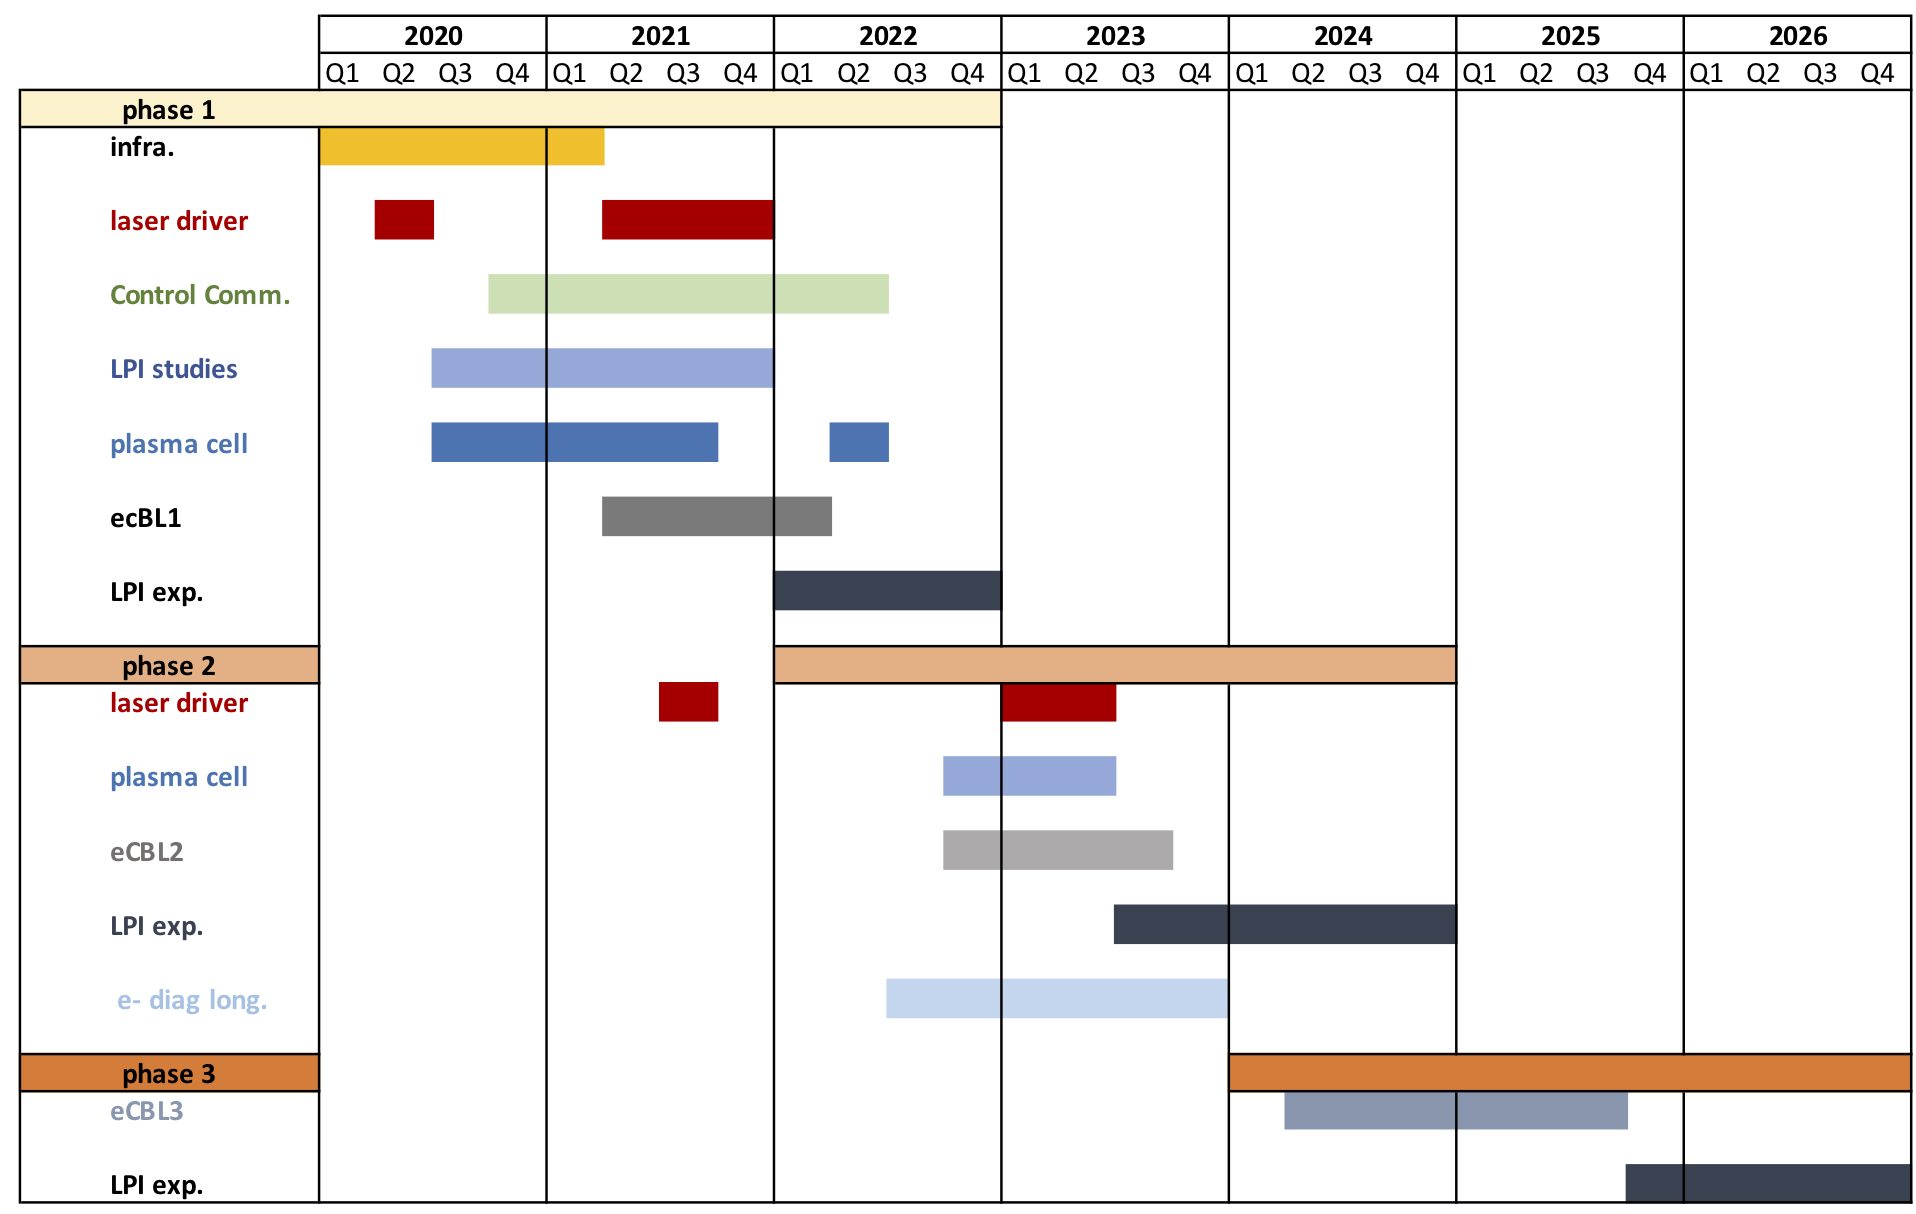 2020 2021 2022 2023 2024 2025 2026
Q1 Q2 Q3 Q4 Q1 Q2 Q3 Q4 Q1 Q2 Q3 Q4 Q1 Q2 Q3 Q4 Q1 Q2 Q3 Q4 Q1 Q2 Q3 Q4 Q1 Q2 Q3 Q4
phase 1
infra.
laser driver
Control Comm.
LPI studies
plasma cell
ecBL1
LPI exp.
phase 2
laser driver
plasma cell
eCBL2
LPI exp.
e- diag long.
phase 3
eCBL3
LPI exp.